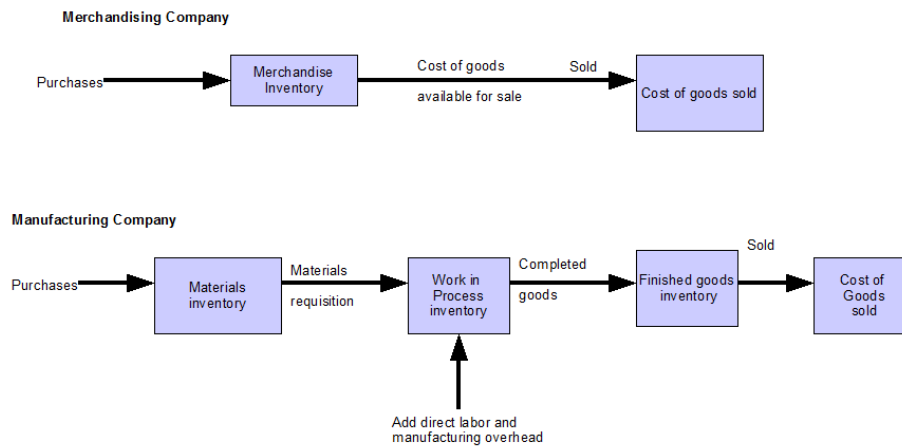 Merchandising Company
Purchases
Merchandise
Inventory
Cost of goods
available for sale
Sold
Cost of goods sold
Manufacturing Company
Purchases
Materials
inventory
Materials
requisition
Work in
Process
inventory
Completed
goods
Finished goods
inventory
Sold
Cost of
Goods
sold
Add direct labor and
manufacturing overhead